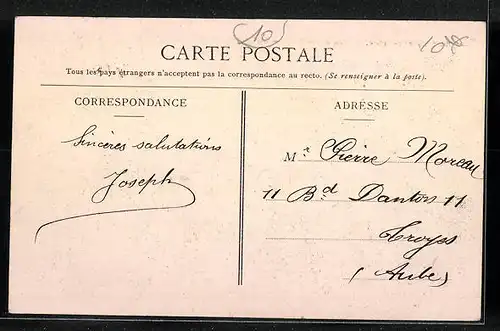 10
10
CARTE POSTALE
Tous les pays étrangers n'acceptent pas la correspondance au recto. (Se renseigner à la poste).
CORRESPONDANCE
Sincères salutations
Joseph
ADRESSE
Mr. Pierre Moreau
11 Bd Danton 11
Troyes
(Aube)